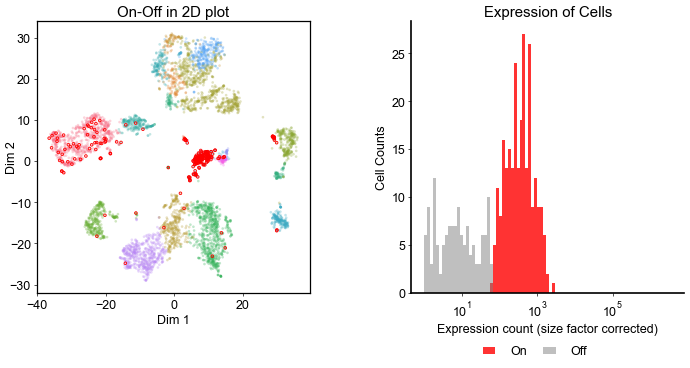 On-Off in 2D plot
30
20
10
0
−10
−20
−30
−40
−20
0
20
Dim 2
Dim 1
Expression of Cells
25
20
15
10
5
0
10^1
10^3
10^5
Cell Counts
Expression count (size factor corrected)
On
Off